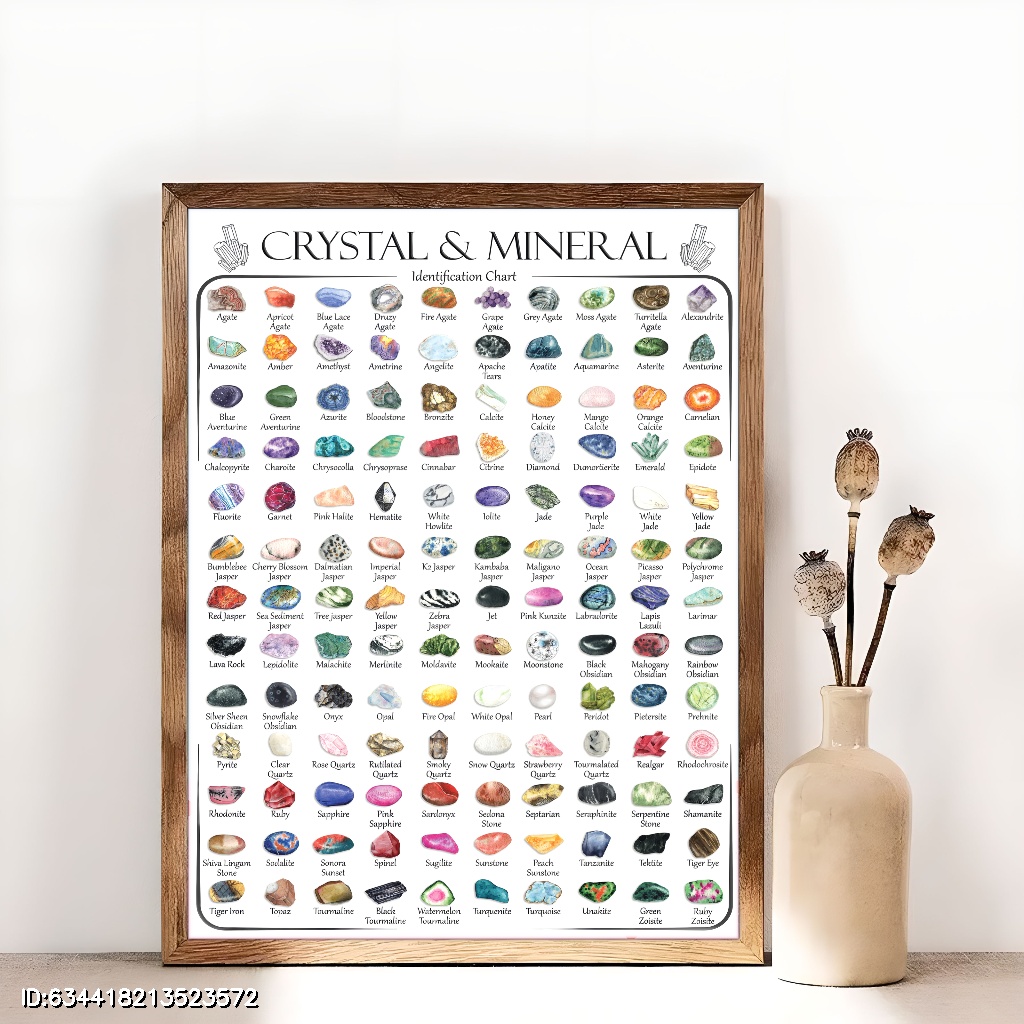 CRYSTAL & MINERAL
Identification Chart
Agate Apricot Agate Blue Lace Agate Druzy Agate Fire Agate Grape Agate Grey Agate Moss Agate Turritella Agate Alexandrite
Amazonite Amber Amethyst Ametrine Angelite Apache Tears Apatite Aquamarine Asterite Aventurine
Blue Aventurine Green Aventurine Azurite Bloodstone Bronzite Calcite Honey Calcite Mango Calcite Orange Calcite Carnelian
Chalcopyrite Charoite Chrysocolla Chrysoprase Cinnabar Citrine Diamond Dumortierite Emerald Epidote
Fluorite Garnet Pink Halite Hematite White Howlite Iolite Jade Purple Jade White Jade Yellow Jade
Bumblebee Jasper Cherry Blossom Jasper Dalmatian Jasper Imperial Jasper K2 Jasper Kambaba Jasper Maligano Jasper Ocean Jasper Picasso Jasper Polychrome Jasper
Red Jasper Sea Sediment Jasper Tree jasper Yellow Jasper Zebra Jasper Jet Pink Kunzite Labradorite Lapis Lazuli Larimar
Lava Rock Lepidolite Malachite Merlinite Moldavite Mookaite Moonstone Black Obsidian Mahogany Obsidian Rainbow Obsidian
Silver Sheen Obsidian Snowflake Obsidian Onyx Opal Fire Opal White Opal Pearl Peridot Pietersite Prehnite
Pyrite Clear Quartz Rose Quartz Rutilated Quartz Smoky Quartz Snow Quartz Strawberry Quartz Tourmalated Quartz Realgar Rhodochrosite
Rhodonite Ruby Sapphire Pink Sapphire Sardonyx Sedona Stone Septarian Seraphinite Serpentine Stone Shamanite
Shiva Lingam Stone Sodalite Sonora Sunset Spinel Sugilite Sunstone Peach Sunstone Tanzanite Tektite Tiger Eye
Tiger Iron Topaz Tourmaline Black Tourmaline Watermelon Tourmaline Turquenite Turquoise Unakite Green Zoisite Ruby Zoisite
ID:634418213523572